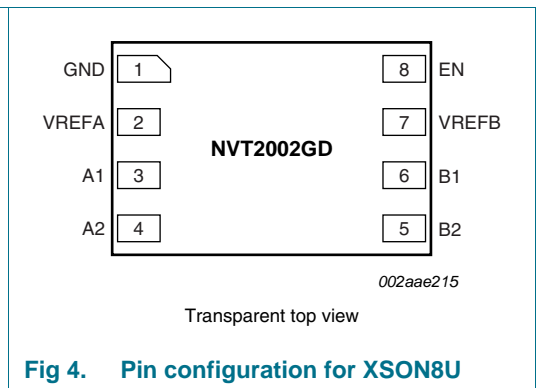 GND 1 8 EN
VREFA 2 7 VREFB
NVT2002GD
A1 3 6 B1
A2 4 5 B2
002aae215
Transparent top view
Fig 4. Pin configuration for XSON8U